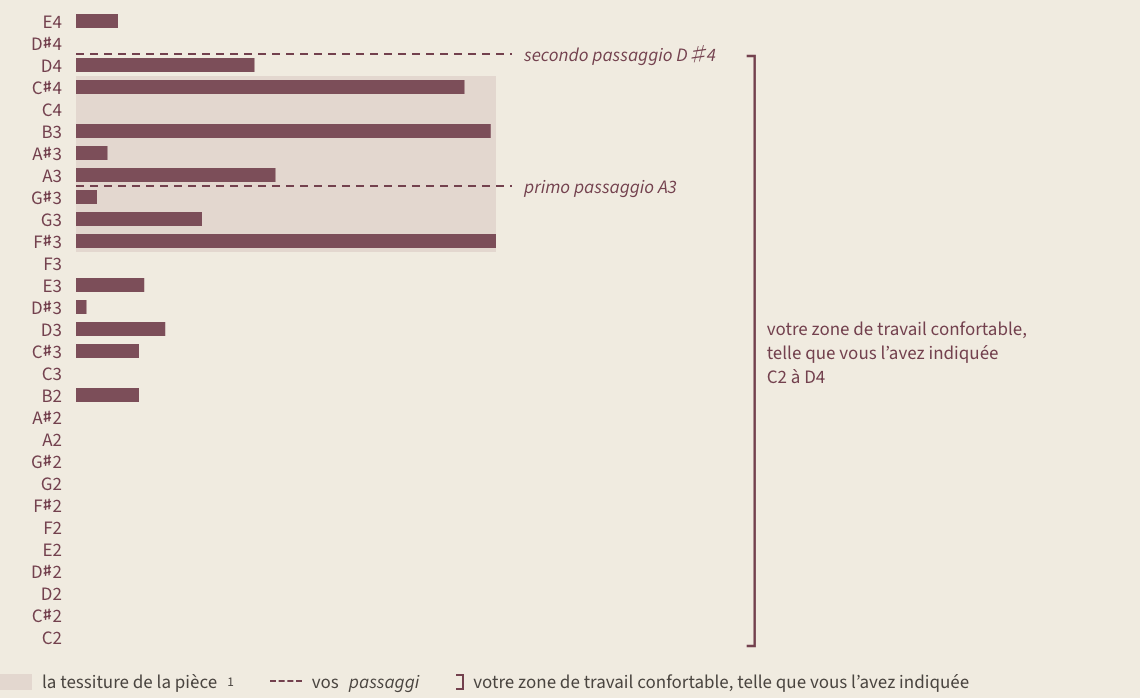 E4
D♯4
secondo passaggio D ♯4
D4
C♯4
C4
B3
A♯3
A3
primo passaggio A3
G♯3
G3
F♯3
F3
E3
D♯3
D3
votre zone de travail confortable,
telle que vous l’avez indiquée
C2 à D4
C♯3
C3
B2
A♯2
A2
G♯2
G2
F♯2
F2
E2
D♯2
D2
C♯2
C2
la tessiture de la pièce 1
vos passaggi
votre zone de travail confortable, telle que vous l’avez indiquée